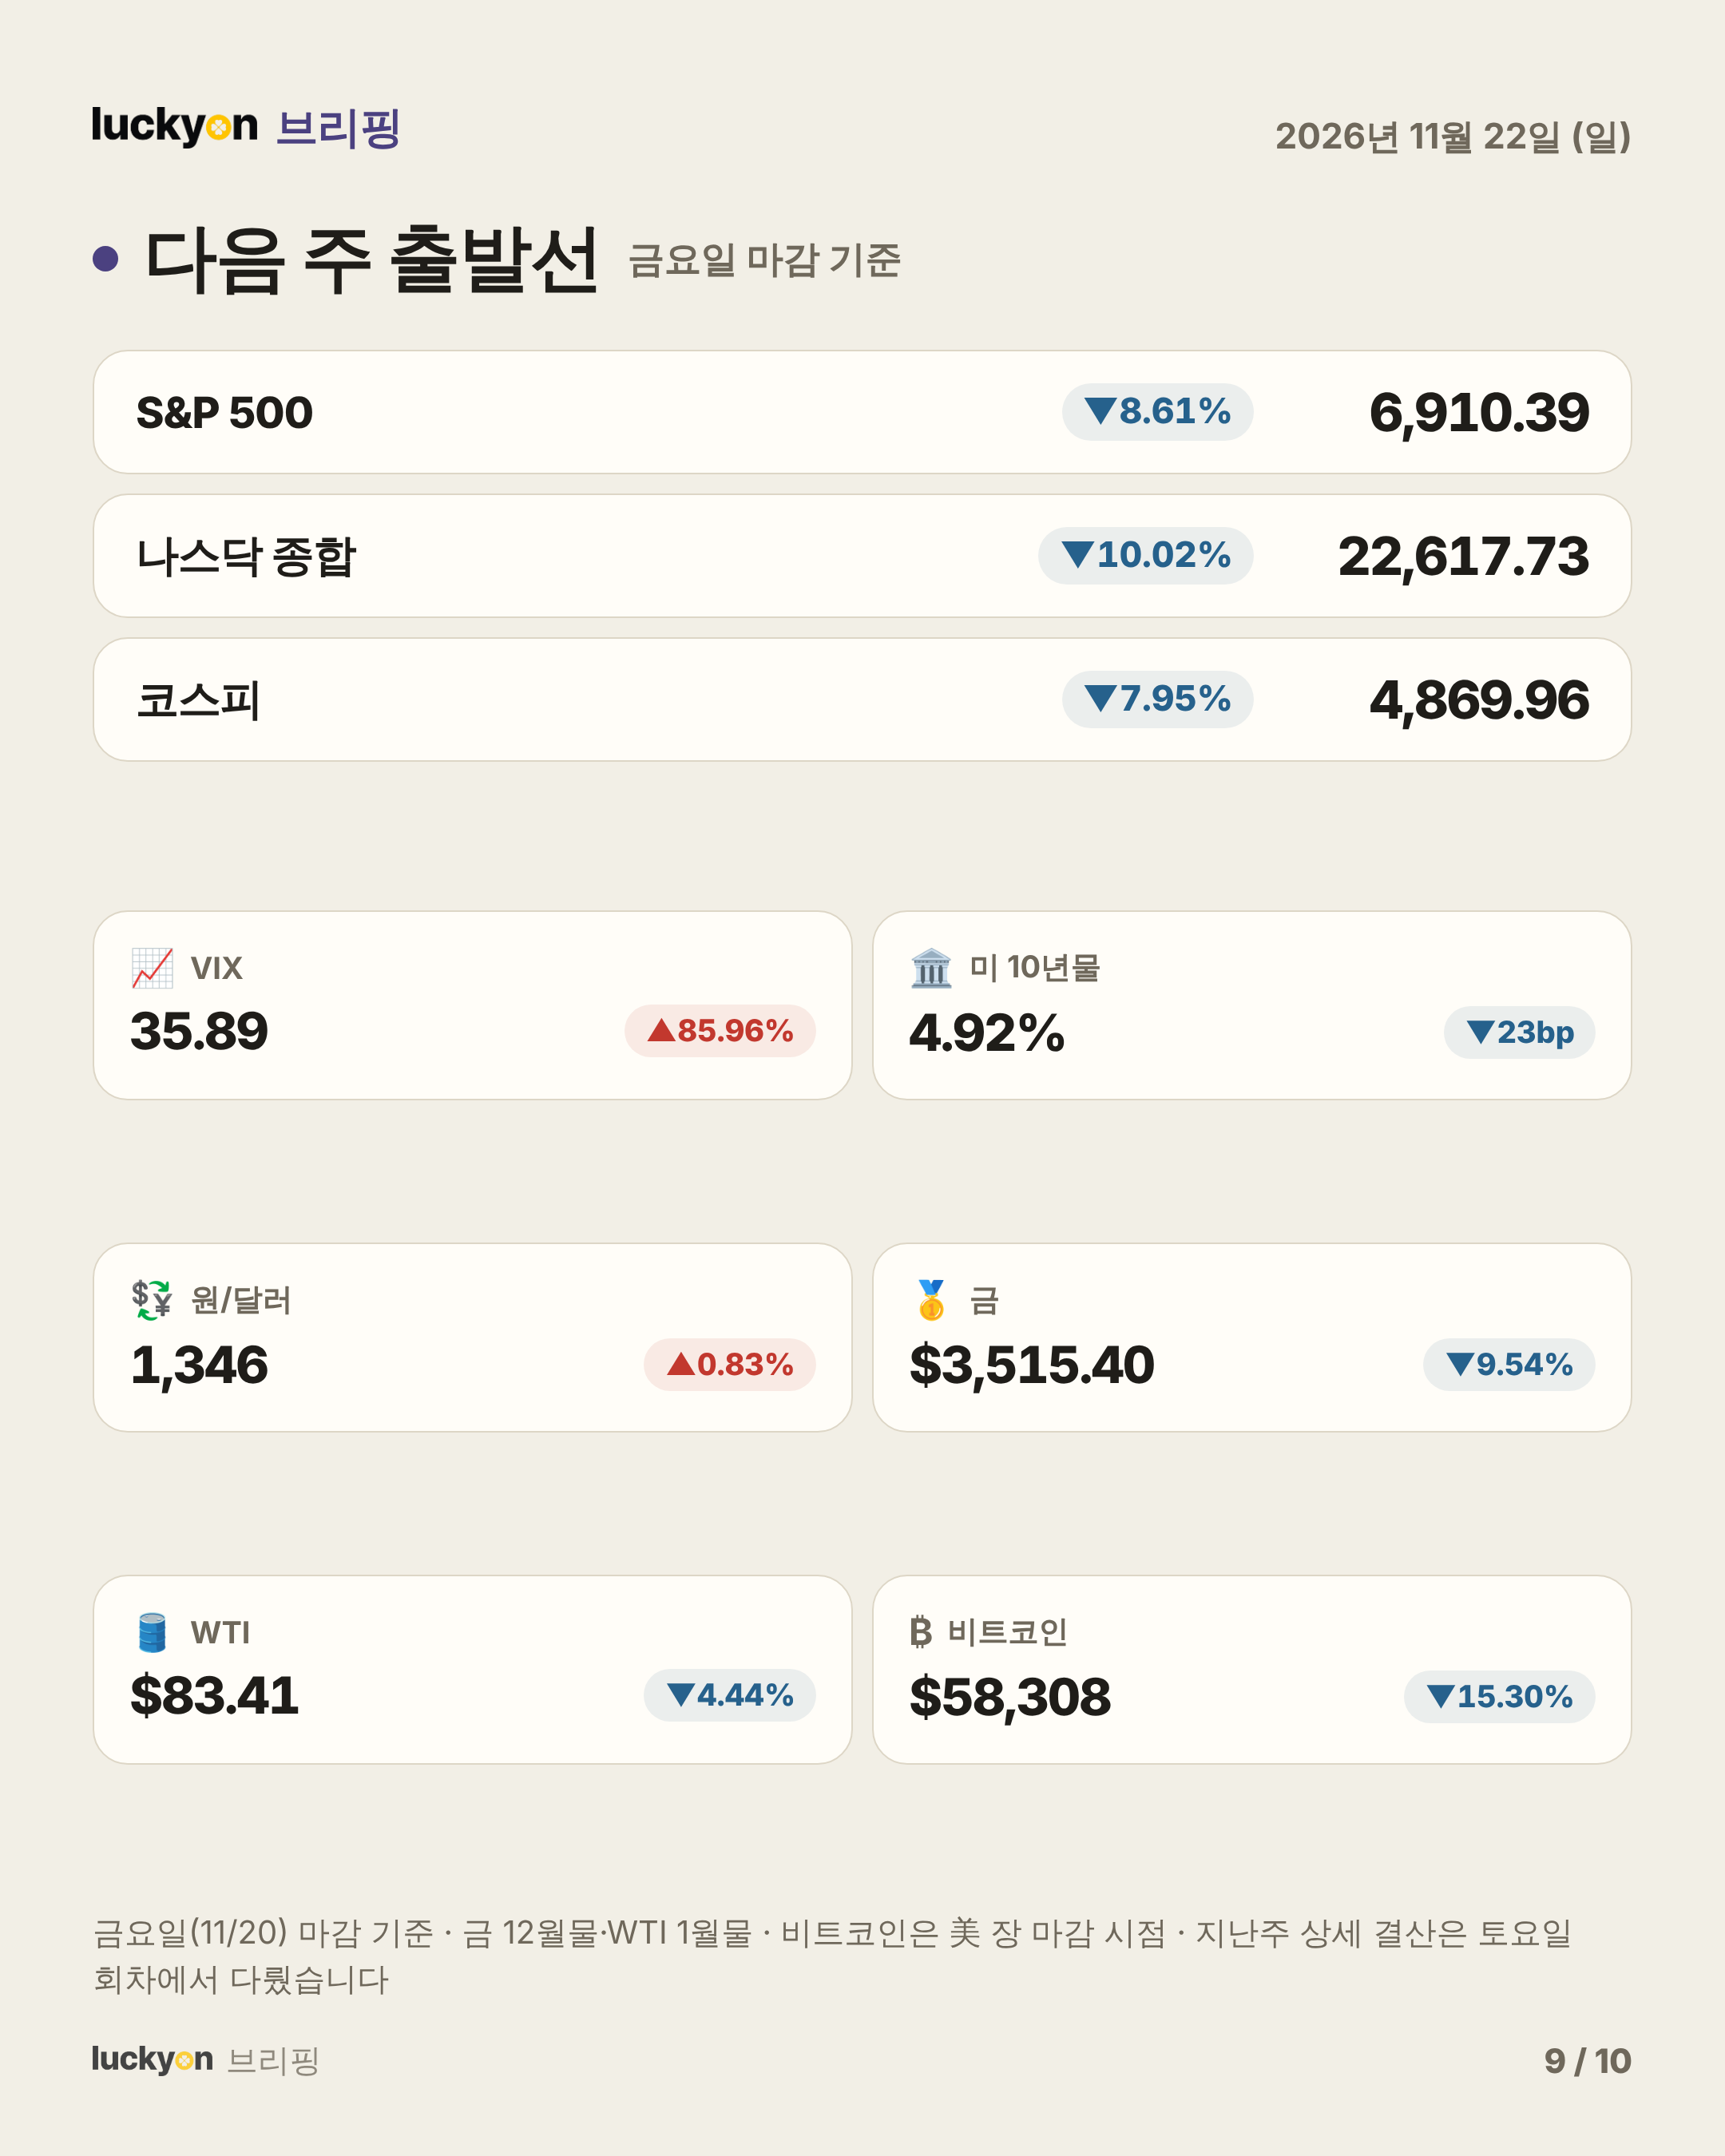 luckyon 브리핑
2026년 11월 22일 (일)
다음 주 출발선 금요일 마감 기준
S&P 500 ▼8.61% 6,910.39
나스닥 종합 ▼10.02% 22,617.73
코스피 ▼7.95% 4,869.96
VIX
35.89 ▲85.96%
미 10년물
4.92% ▼23bp
원/달러
1,346 ▲0.83%
금
$3,515.40 ▼9.54%
WTI
$83.41 ▼4.44%
₿ 비트코인
$58,308 ▼15.30%
금요일(11/20) 마감 기준 · 금 12월물·WTI 1월물 · 비트코인은 美 장 마감 시점 · 지난주 상세 결산은 토요일
회차에서 다뤘습니다
luckyon 브리핑
9 / 10